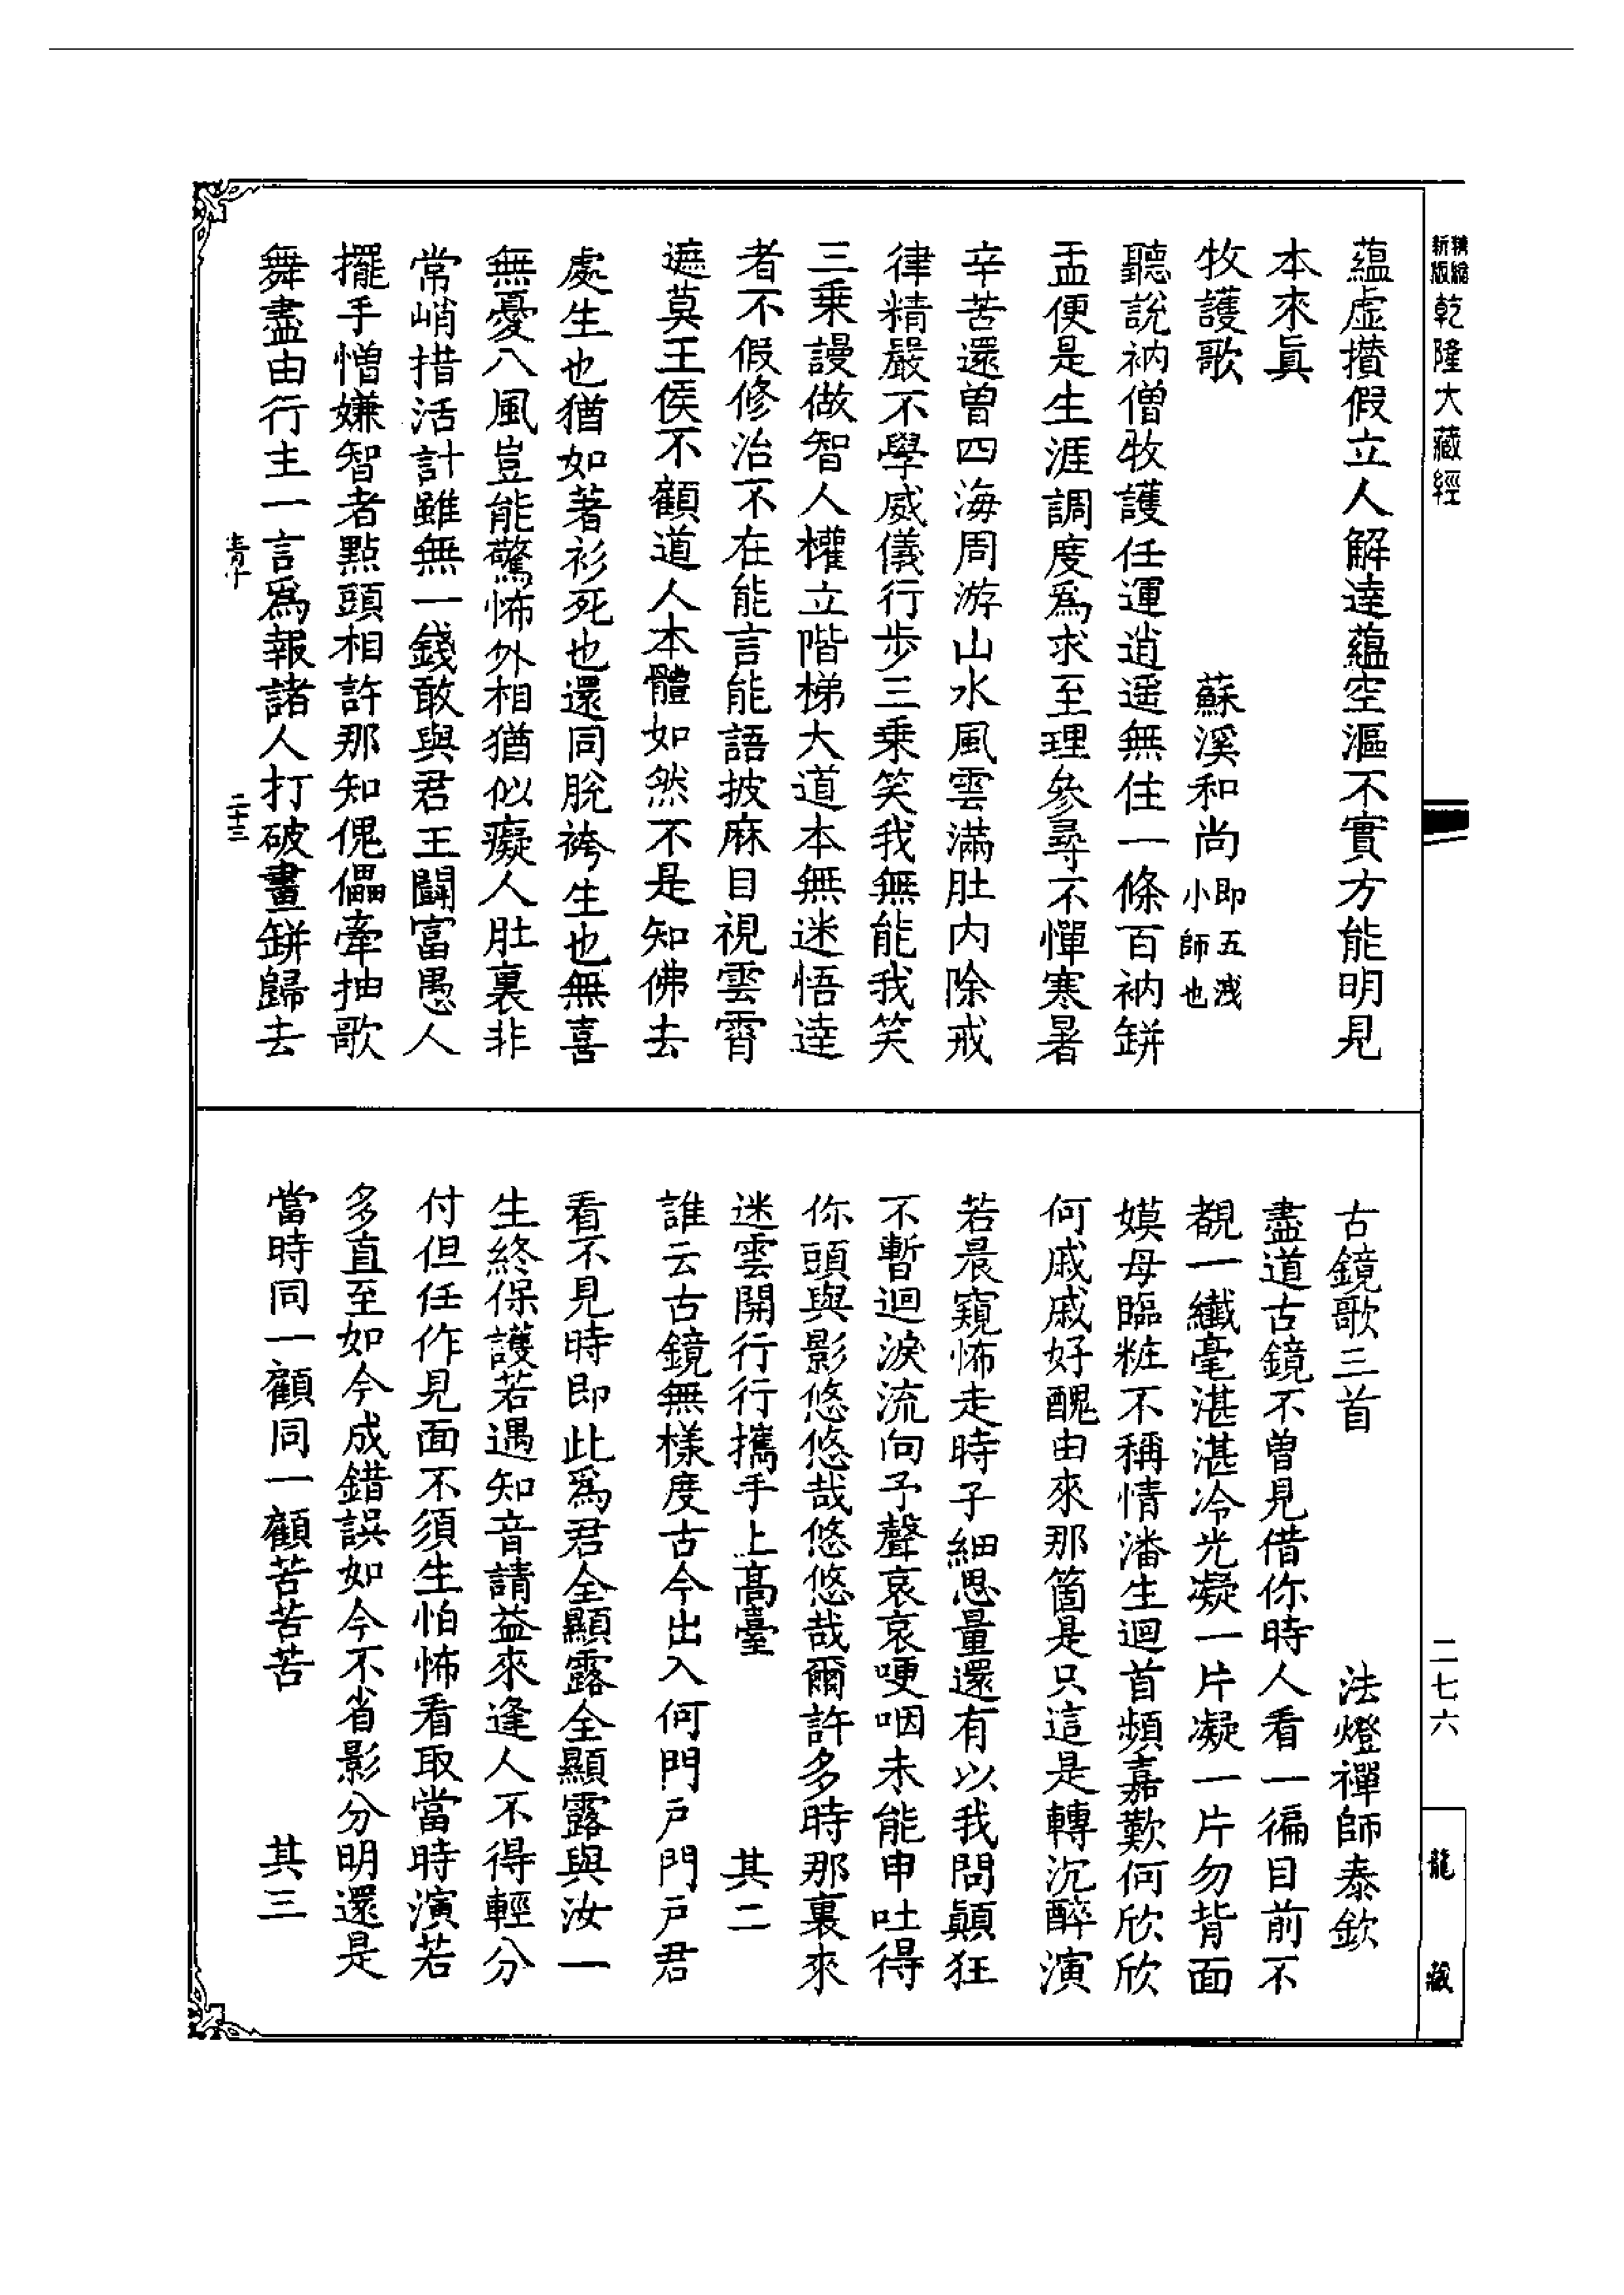 精繪新版乾隆大藏經
蘊虛攢假立人解達蘊空漚不實方能明見
本來眞
牧護歌 蘇溪和尚即五洩小師也
聽說衲僧牧護任運逍遥無住一條百衲缾
盂便是生涯調度爲求至理參尋不憚寒暑
辛苦還曽四海周游山水風雲滿肚内除戒
律精嚴不學威儀行步三乗笑我無能我笑
三乗謾做智人權立階梯大道本無迷悟達
者不假修治不在能言能語披麻目視雲霄
遮莫王侯不顧道人本體如然不是知佛去
處生也猶如著衫死也還同脫袴生也無喜
無憂八風豈能驚怖外相猶似癡人肚裏非
常峭措活計雖無一錢敢與君王鬪富愚人
擺手憎嫌智者點頭相許那知傀儡牽抽歌
舞盡由行主一言爲報諸人打破畫缾歸去
青十 二十三
古鏡歌三首 法燈禪師泰欽
盡道古鏡不曽見借你時人看一徧目前不
覩一纖毫湛湛冷光凝一片凝一片勿背面
嫫母臨粧不稱情潘生迴首頻嘉歎何欣欣
何戚戚好醜由來那箇是只這是轉沉醉演
若晨窺怖走時子細思量還有以我問顛狂
不暫迴淚流向予聲哀哀哽咽未能申吐得
你頭與影悠悠哉悠悠哉爾許多時那裏來
迷雲開行行攜手上高臺 其二
誰云古鏡無樣度古今出入何門户門户君
看不見時即此爲君全顯露全顯露與汝一
生終保護若遇知音請益來逢人不得輕分
付但任作見面不須生怕怖看取當時演若
多直至如今成錯誤如今不省影分明還是
當時同一顧同一顧苦苦苦 其三
二七六
龍藏